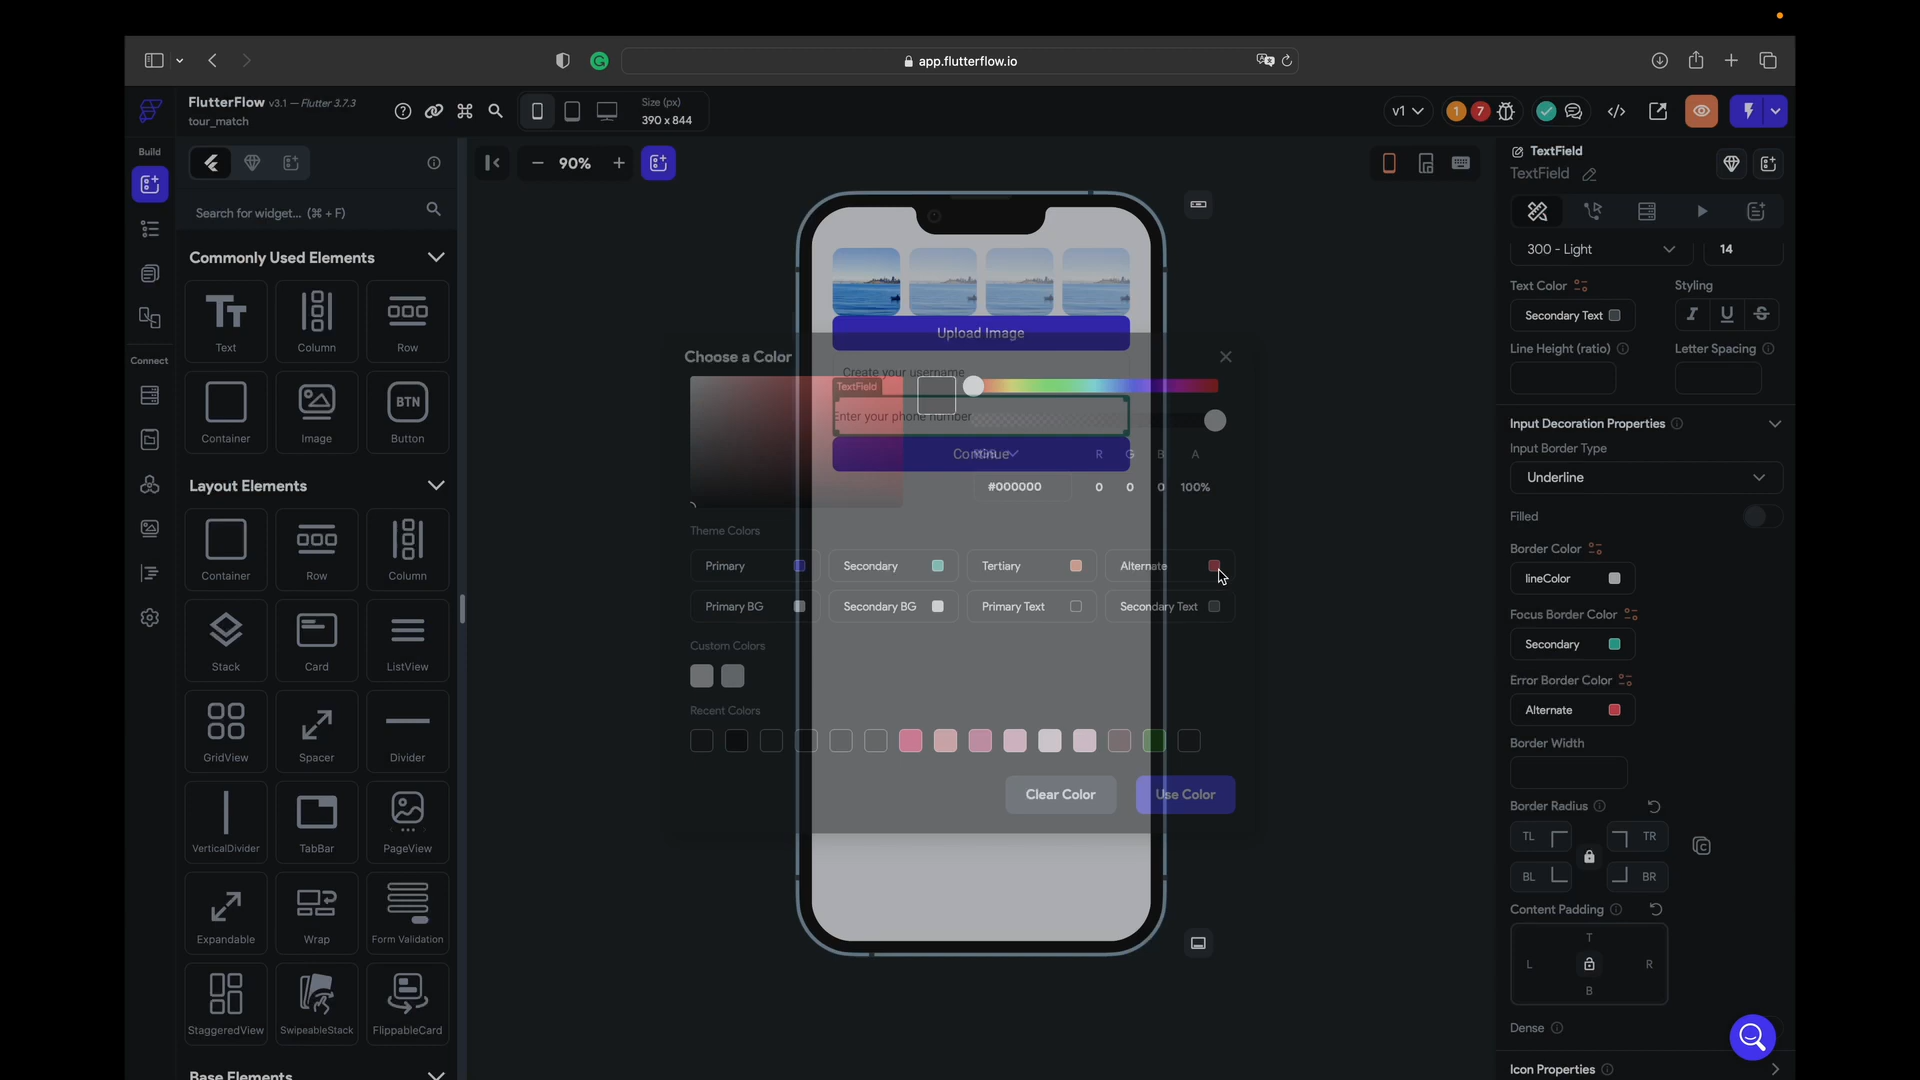 app.flutterflow.io
FlutterFlow v3.1 — Flutter 3.7.3
tour_match
Size (px)
390 x 844
v1
1
7
Build
Connect
90%
Search for widget... (⌘ + F)
Commonly Used Elements
Text
Column
Row
Container
Image
BTN
Button
Layout Elements
Container
Row
Column
Stack
Card
ListView
GridView
Spacer
Divider
VerticalDivider
TabBar
PageView
Expandable
Wrap
Form Validation
StaggeredView
SwipeableStack
FlippableCard
Base Elements
Upload Image
Create your username
TextField
Enter your phone number
Continue
Choose a Color
RGB
R
G
B
A
#000000
0
0
0
100%
Theme Colors
Primary
Secondary
Tertiary
Alternate
Primary BG
Secondary BG
Primary Text
Secondary Text
Custom Colors
Recent Colors
Clear Color
Use Color
TextField
TextField
300 - Light
14
Text Color
Styling
Secondary Text
I U S
Line Height (ratio)
Letter Spacing
Input Decoration Properties
Input Border Type
Underline
Filled
Border Color
lineColor
Focus Border Color
Secondary
Error Border Color
Alternate
Border Width
Border Radius
TL
TR
BL
BR
Content Padding
T
L
R
B
Dense
Icon Properties